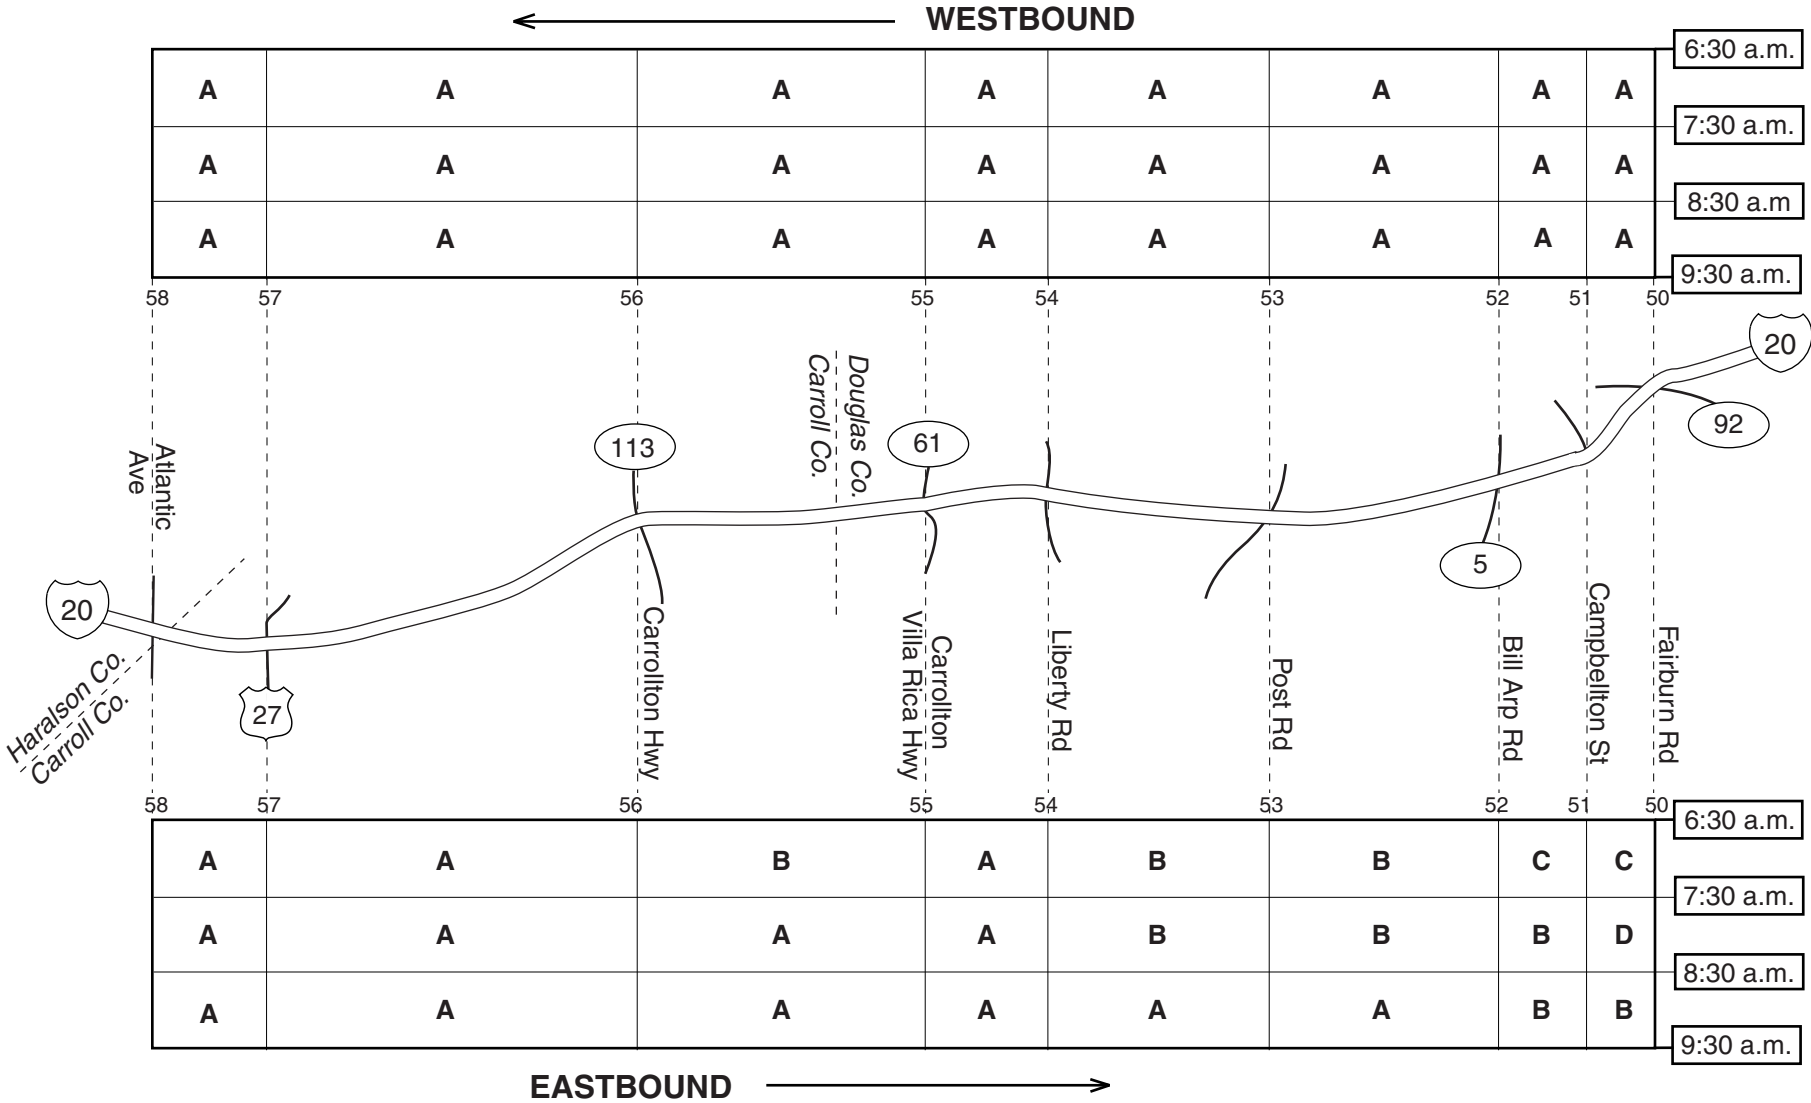 WESTBOUND
6:30 a.m.
A A A A A A A A
7:30 a.m.
A A A A A A A A
8:30 a.m
A A A A A A A A
9:30 a.m.
58 57 56 55 54 53 52 51 50
20
Douglas Co.
Carroll Co.
92
113
61
Atlantic
Ave
5
20
Haralson Co.
Carroll Co.
27
Carrollton Hwy
Carrollton
Villa Rica Hwy
Liberty Rd
Post Rd
Bill Arp Rd
Campbellton St
Fairburn Rd
58 57 56 55 54 53 52 51 50
6:30 a.m.
A A B A B B C C
7:30 a.m.
A A A A B B B D
8:30 a.m.
A A A A A A B B
9:30 a.m.
EASTBOUND